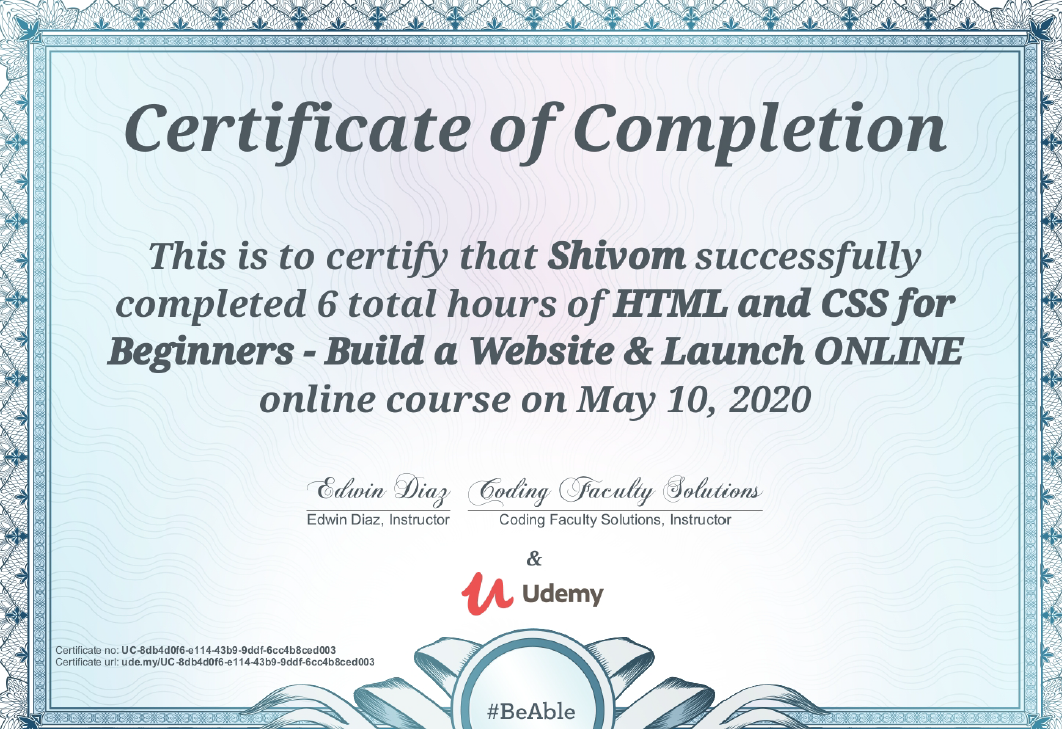 Certificate of Completion
This is to certify that Shivom successfully
completed 6 total hours of HTML and CSS for
Beginners - Build a Website & Launch ONLINE
online course on May 10, 2020
Edwin Diaz Coding Faculty Solutions
Edwin Diaz, Instructor Coding Faculty Solutions, Instructor
&
Udemy
Certificate no: UC-8db4d0f6-e114-43b9-9ddf-6cc4b8ced003
Certificate url: ude.my/UC-8db4d0f6-e114-43b9-9ddf-6cc4b8ced003
#BeAble